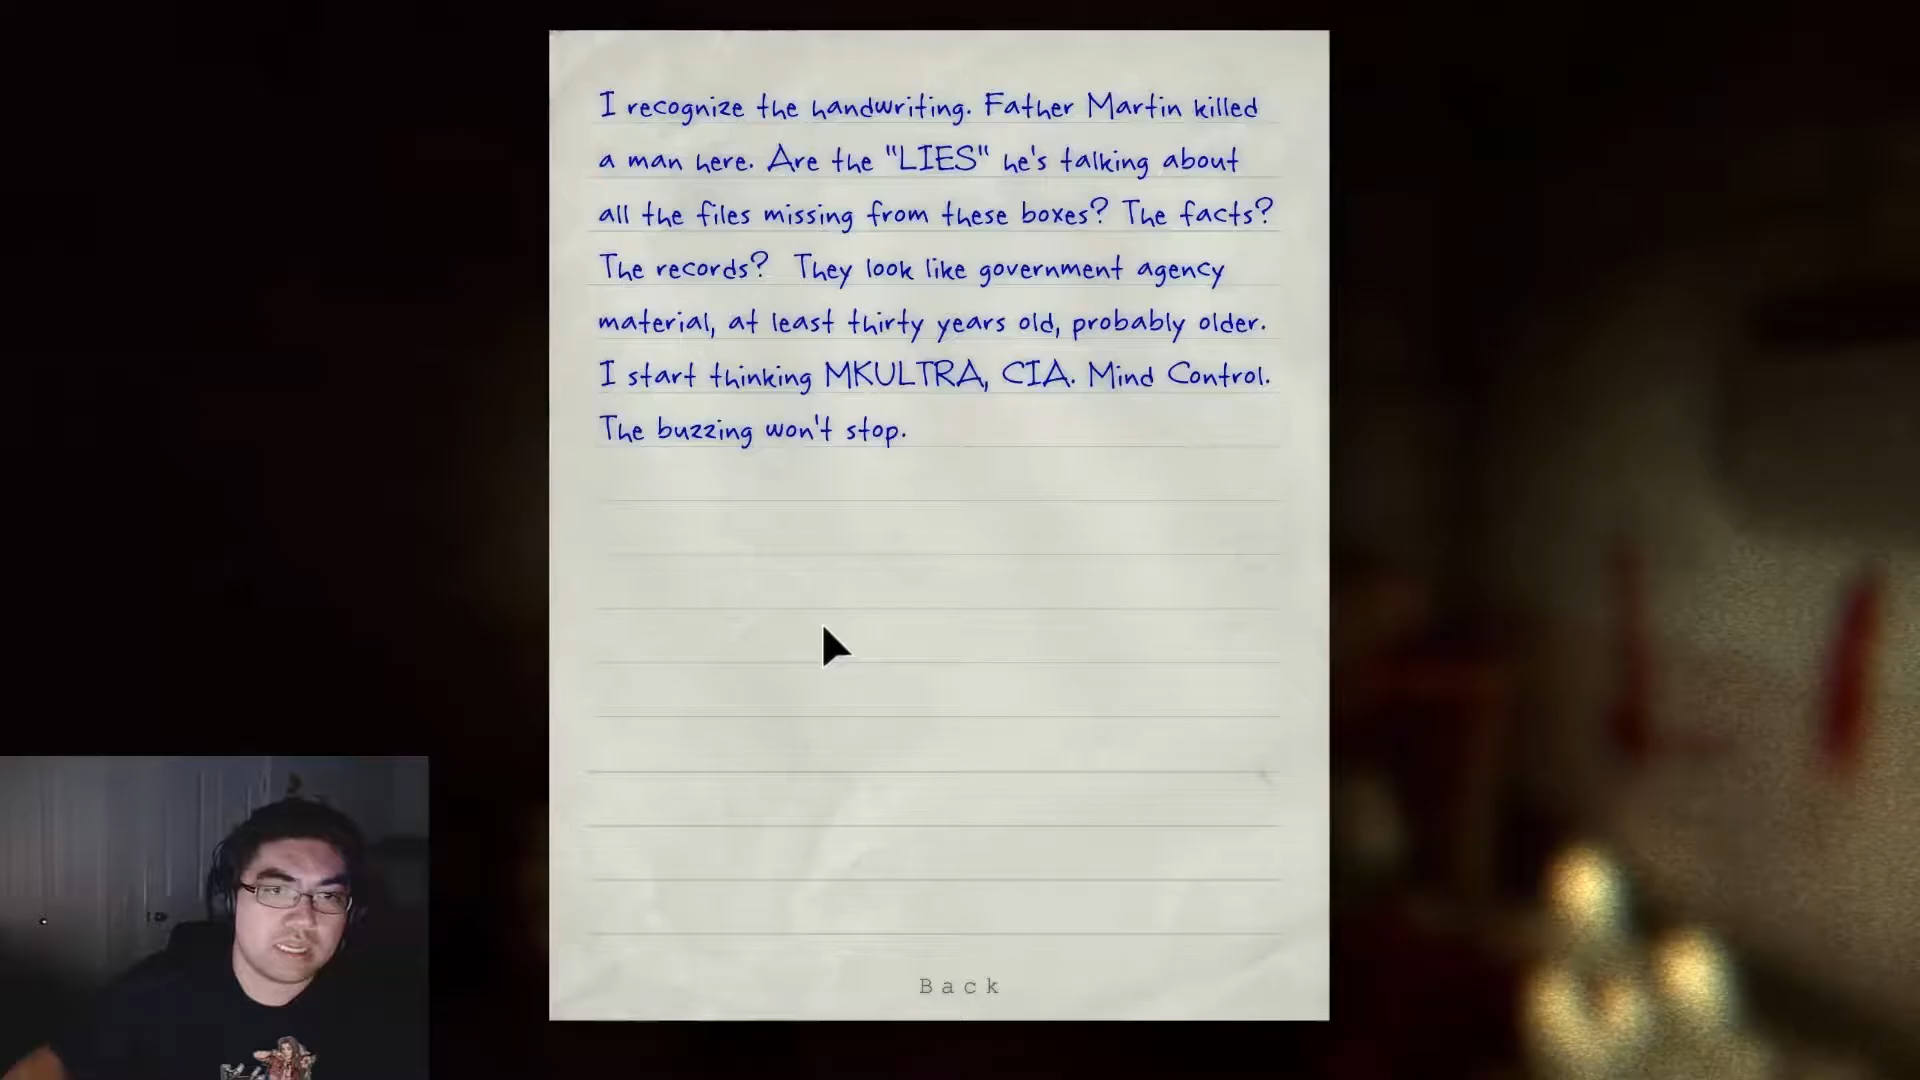 I recognize the handwriting. Father Martin killed
a man here. Are the "LIES" he's talking about
all the files missing from these boxes? The facts?
The records?  They look like government agency
material, at least thirty years old, probably older.
I start thinking MKULTRA, CIA. Mind Control.
The buzzing won't stop.
Back